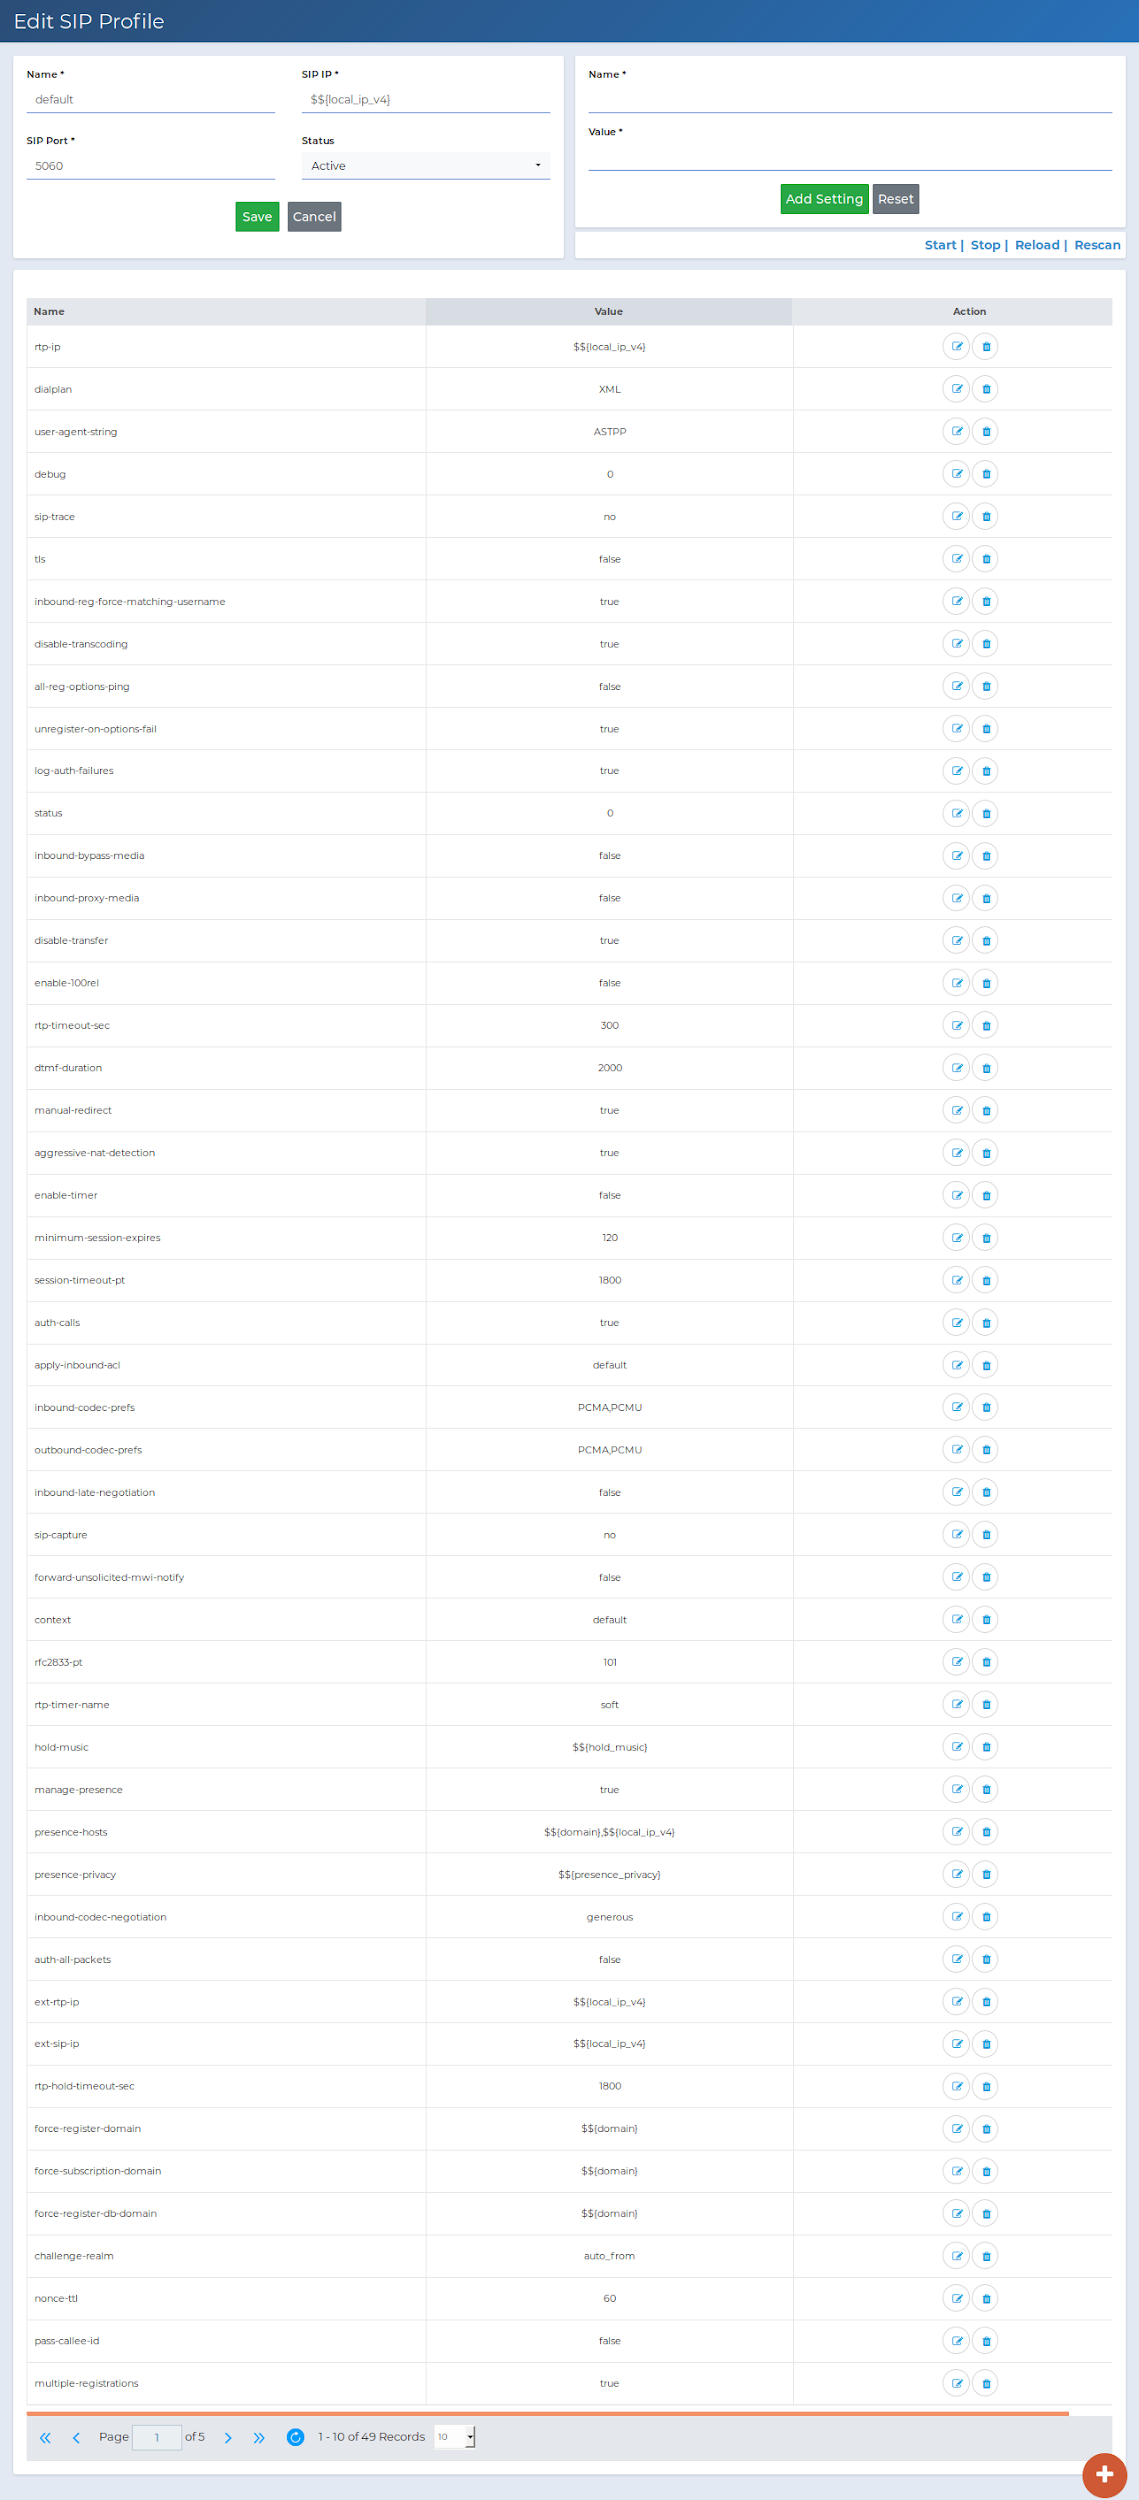 Edit SIP Profile
Name *
SIP IP *
default
$${local_ip_v4}
SIP Port *
Status
5060
Active
Save Cancel
Name *
Value *
Add Setting Reset
Start | Stop | Reload | Rescan
Name Value Action
rtp-ip $${local_ip_v4}
dialplan XML
user-agent-string ASTPP
debug 0
sip-trace no
tls false
inbound-reg-force-matching-username true
disable-transcoding true
all-reg-options-ping false
unregister-on-options-fail true
log-auth-failures true
status 0
inbound-bypass-media false
inbound-proxy-media false
disable-transfer true
enable-100rel false
rtp-timeout-sec 300
dtmf-duration 2000
manual-redirect true
aggressive-nat-detection true
enable-timer false
minimum-session-expires 120
session-timeout-pt 1800
auth-calls true
apply-inbound-acl default
inbound-codec-prefs PCMA,PCMU
outbound-codec-prefs PCMA,PCMU
inbound-late-negotiation false
sip-capture no
forward-unsolicited-mwi-notify false
context default
rfc2833-pt 101
rtp-timer-name soft
hold-music $${hold_music}
manage-presence true
presence-hosts $${domain},$${local_ip_v4}
presence-privacy $${presence_privacy}
inbound-codec-negotiation generous
auth-all-packets false
ext-rtp-ip $${local_ip_v4}
ext-sip-ip $${local_ip_v4}
rtp-hold-timeout-sec 1800
force-register-domain $${domain}
force-subscription-domain $${domain}
force-register-db-domain $${domain}
challenge-realm auto_from
nonce-ttl 60
pass-callee-id false
multiple-registrations true
Page 1 of 5 1 - 10 of 49 Records 10